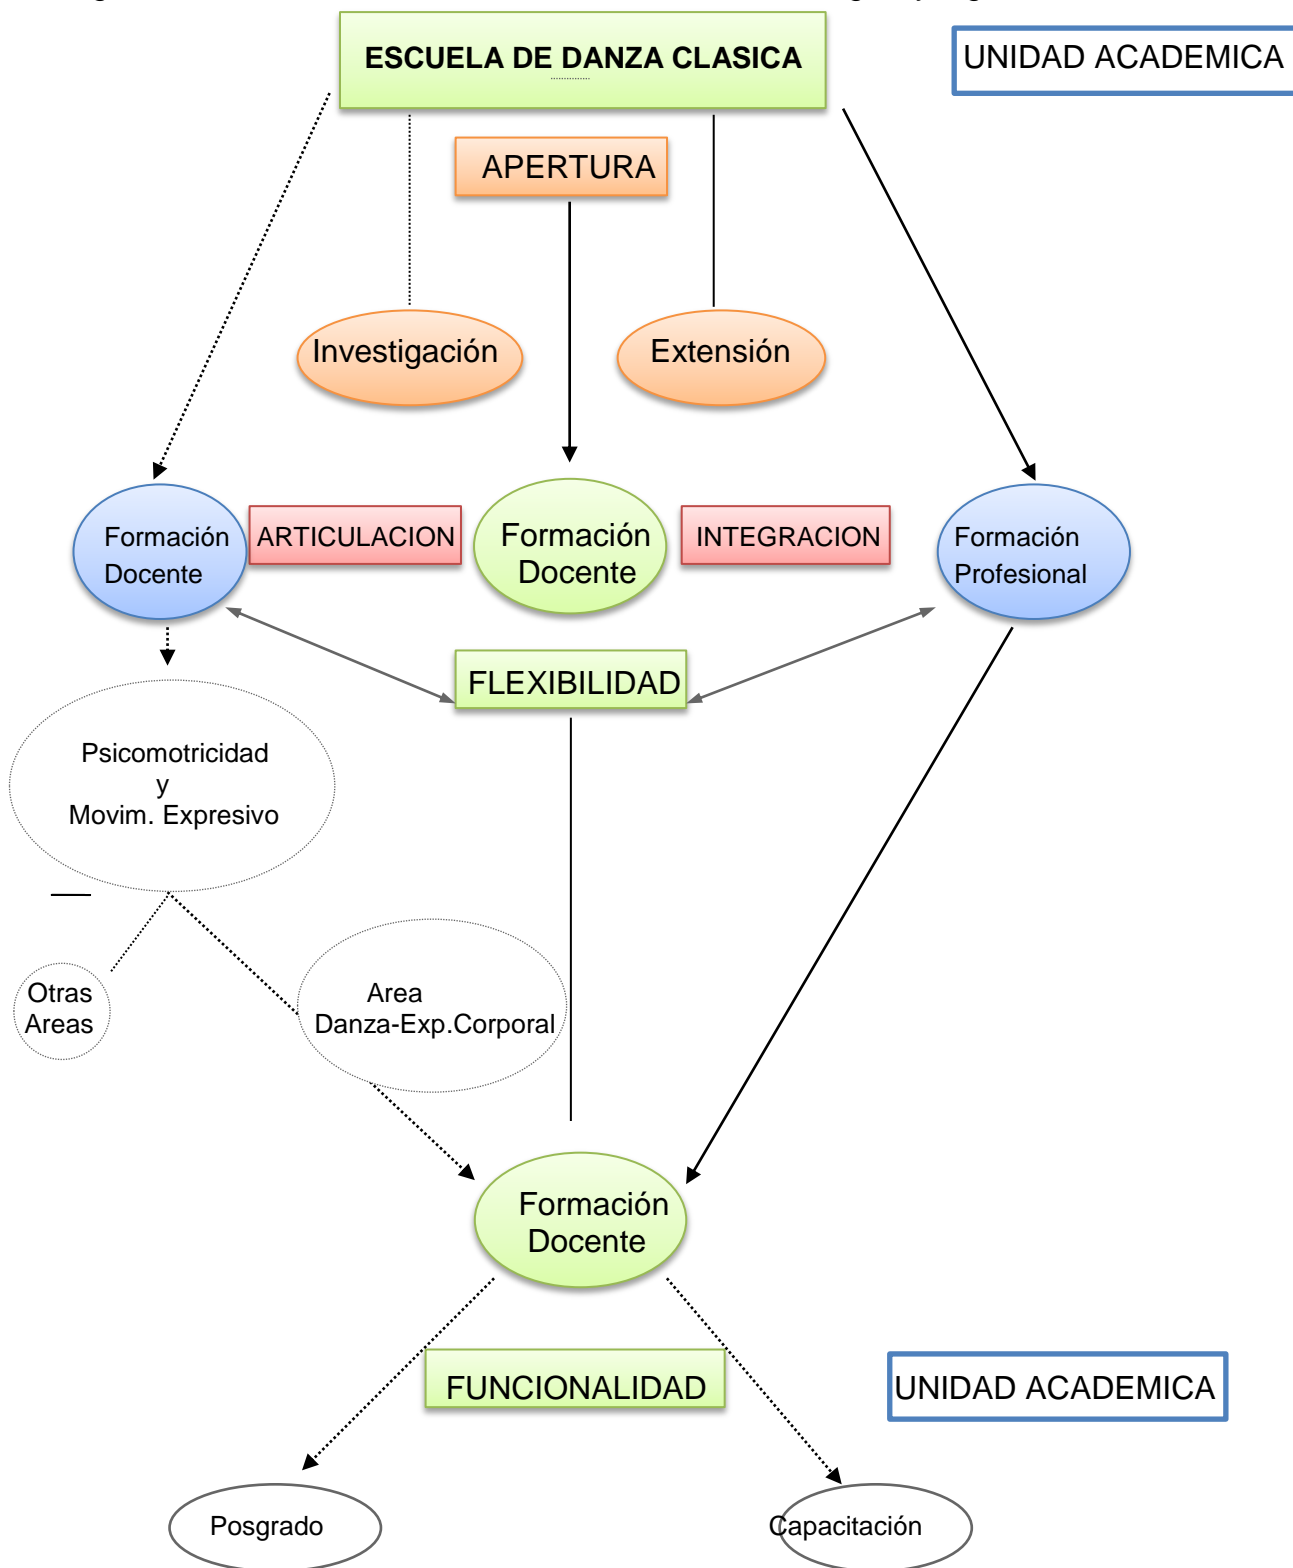 ESCUELA DE DANZA CLASICA
UNIDAD ACADEMICA
APERTURA
Investigación
Extensión
Formación
Docente
ARTICULACION
Formación
Docente
INTEGRACION
Formación
Profesional
FLEXIBILIDAD
Psicomotricidad
y
Movim. Expresivo
Otras
Areas
Area
Danza-Exp.Corporal
Formación
Docente
FUNCIONALIDAD
UNIDAD ACADEMICA
Posgrado
Capacitación